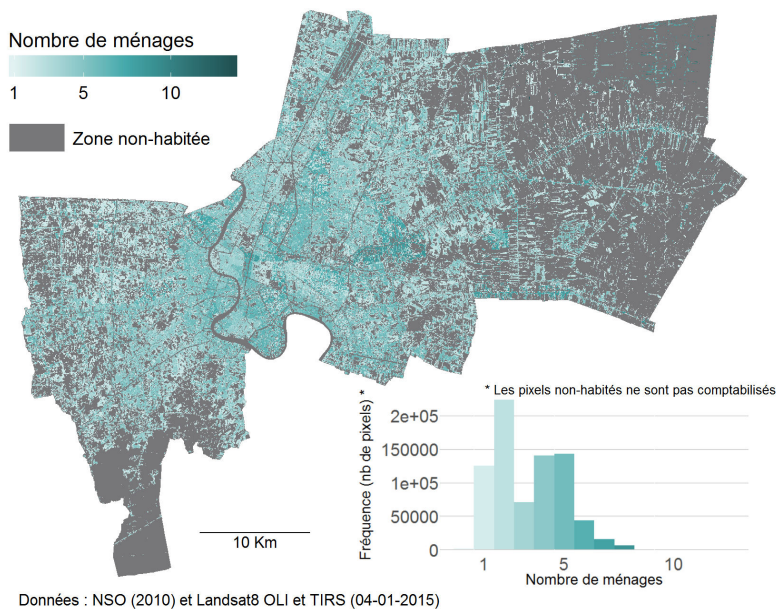 Nombre de ménages
1 5 10
Zone non-habitée
* Les pixels non-habités ne sont pas comptabilisés
Fréquence (nb de pixels) *
2e+05
150000
1e+05
50000
0
1 5 10
Nombre de ménages
10 Km
Données : NSO (2010) et Landsat8 OLI et TIRS (04-01-2015)